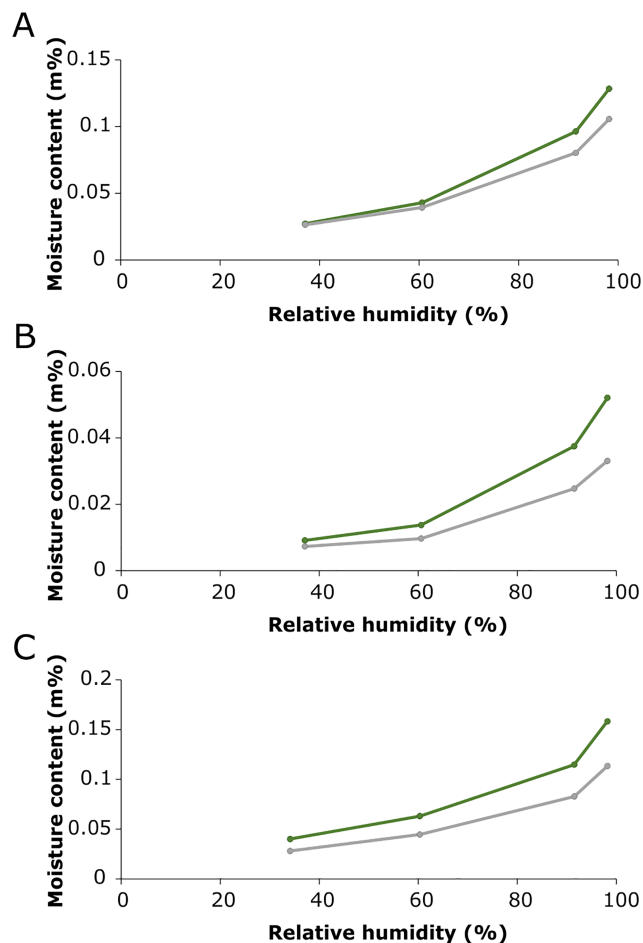 A
Moisture content (m%)
0.15
0.1
0.05
0
0 20 40 60 80 100
Relative humidity (%)
B
Moisture content (m%)
0.06
0.04
0.02
0
0 20 40 60 80 100
Relative humidity (%)
C
Moisture content (m%)
0.2
0.15
0.1
0.05
0
0 20 40 60 80 100
Relative humidity (%)